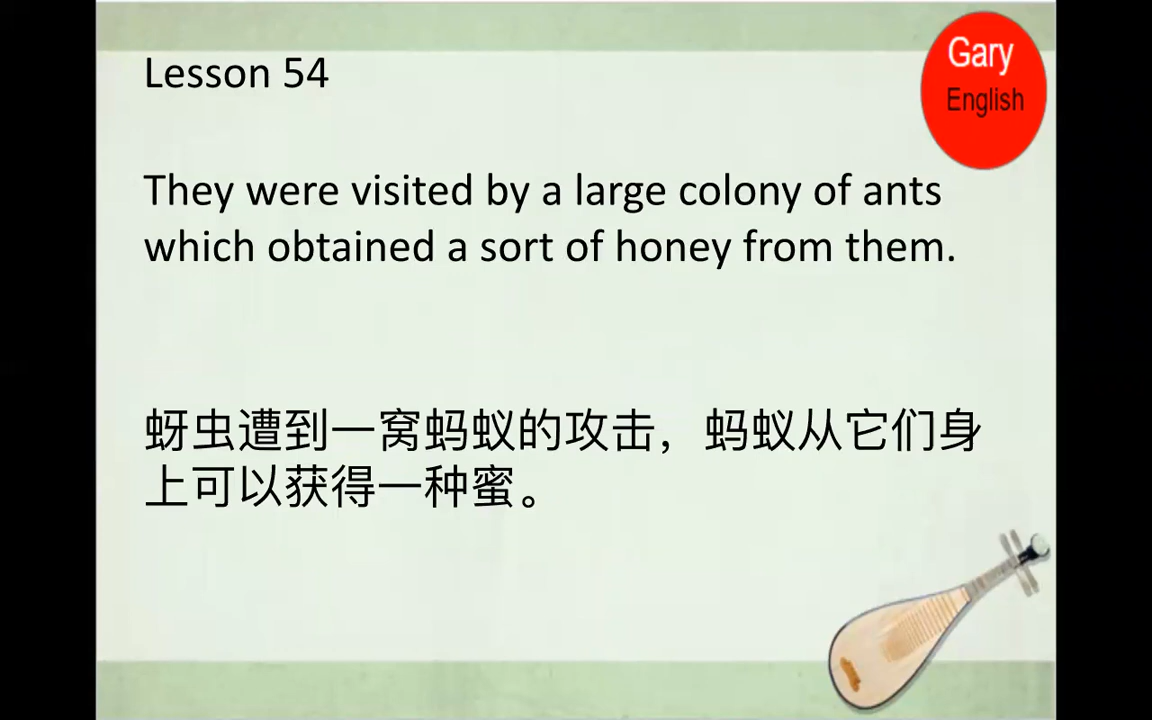 Lesson 54
Gary
English
They were visited by a large colony of ants
which obtained a sort of honey from them.
蚜虫遭到一窝蚂蚁的攻击，蚂蚁从它们身
上可以获得一种蜜。